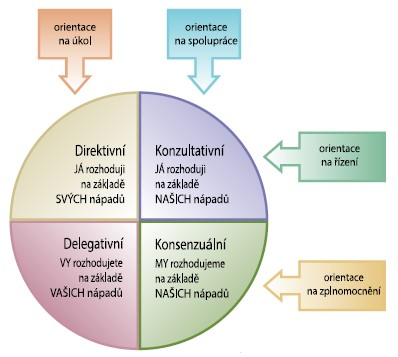 orientace
na úkol
orientace
na spolupráce
Direktivní
JÁ rozhoduji
na základě
SVÝCH nápadů
Konzultativní
JÁ rozhoduji
na základě
NAŠICH nápadů
orientace
na řízení
Delegativní
VY rozhodujete
na základě
VAŠICH nápadů
Konsenzuální
MY rozhodujeme
na základě
NAŠICH nápadů
orientace
na zplnomocnění